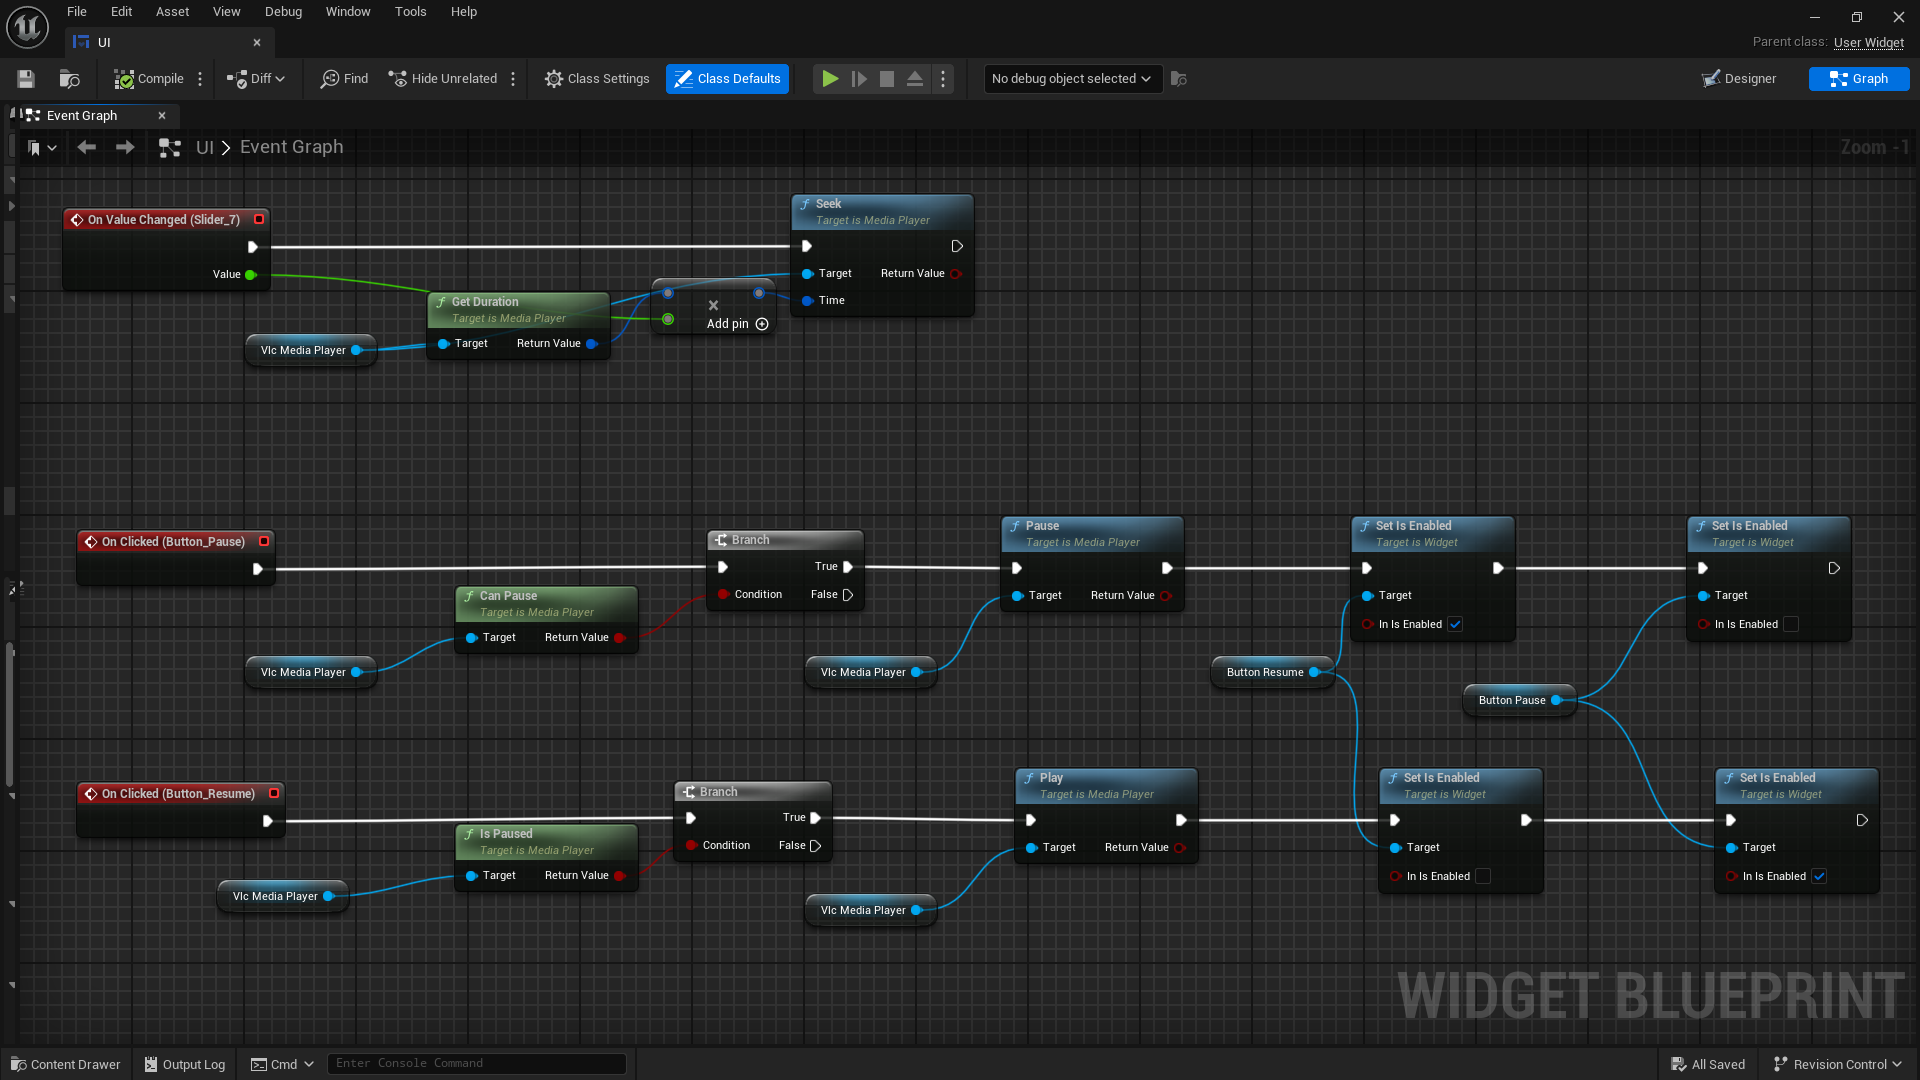 File Edit Asset View Debug Window Tools Help
UI
Parent class: User Widget
Compile Diff Find Hide Unrelated Class Settings Class Defaults No debug object selected Designer Graph
Event Graph
UI > Event Graph Zoom -1
On Value Changed (Slider_7)
Value
Vlc Media Player
Get Duration
Target is Media Player
Target Return Value
Add pin
Seek
Target is Media Player
Target Return Value
Time
On Clicked (Button_Pause)
Vlc Media Player
Can Pause
Target is Media Player
Target Return Value
Branch
True
Condition False
Vlc Media Player
Pause
Target is Media Player
Target Return Value
Button Resume
Set Is Enabled
Target is Widget
Target
In Is Enabled
Button Pause
Set Is Enabled
Target is Widget
Target
In Is Enabled
On Clicked (Button_Resume)
Vlc Media Player
Is Paused
Target is Media Player
Target Return Value
Branch
True
Condition False
Vlc Media Player
Play
Target is Media Player
Target Return Value
Set Is Enabled
Target is Widget
Target
In Is Enabled
Set Is Enabled
Target is Widget
Target
In Is Enabled
WIDGET BLUEPRINT
Content Drawer Output Log Cmd Enter Console Command All Saved Revision Control